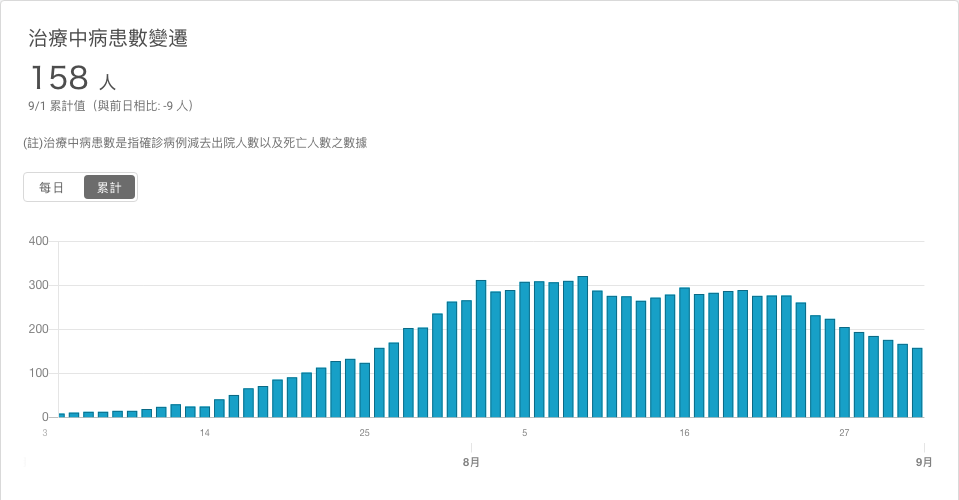 治療中病患數變遷
158 人
9/1 累計值（與前日相比: -9 人）
(註)治療中病患數是指確診病例減去出院人數以及死亡人數之數據
每日 累計
400
300
200
100
0
3 14 25 5 16 27
8月 9月